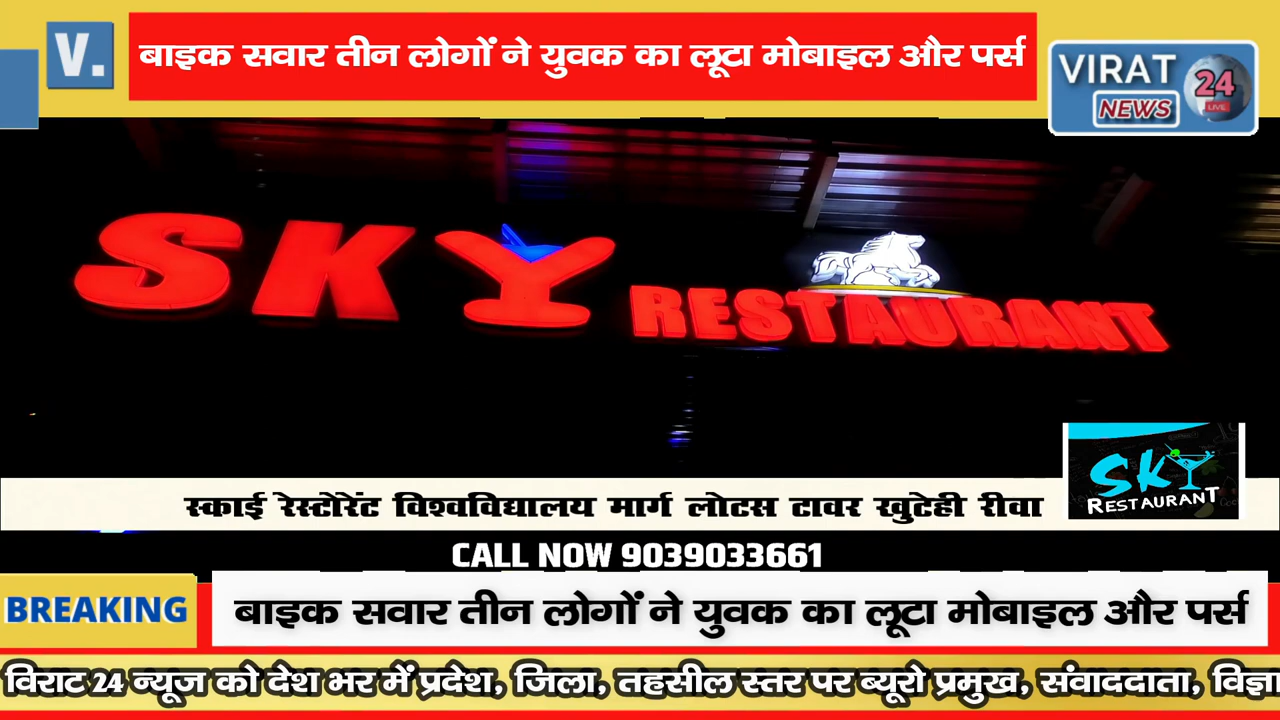 V.
बाइक सवार तीन लोगों ने युवक का लूटा मोबाइल और पर्स
VIRAT
24
LIVE
NEWS
SKY RESTAURANT
SKY
RESTAURANT
स्काई रेस्टोरेंट विश्वविद्यालय मार्ग लोटस टावर खुटेही रीवा
CALL NOW 9039033661
BREAKING
बाइक सवार तीन लोगों ने युवक का लूटा मोबाइल और पर्स
विराट 24 न्यूज को देश भर में प्रदेश, जिला, तहसील स्तर पर ब्यूरो प्रमुख, संवाददाता, विज्ञा